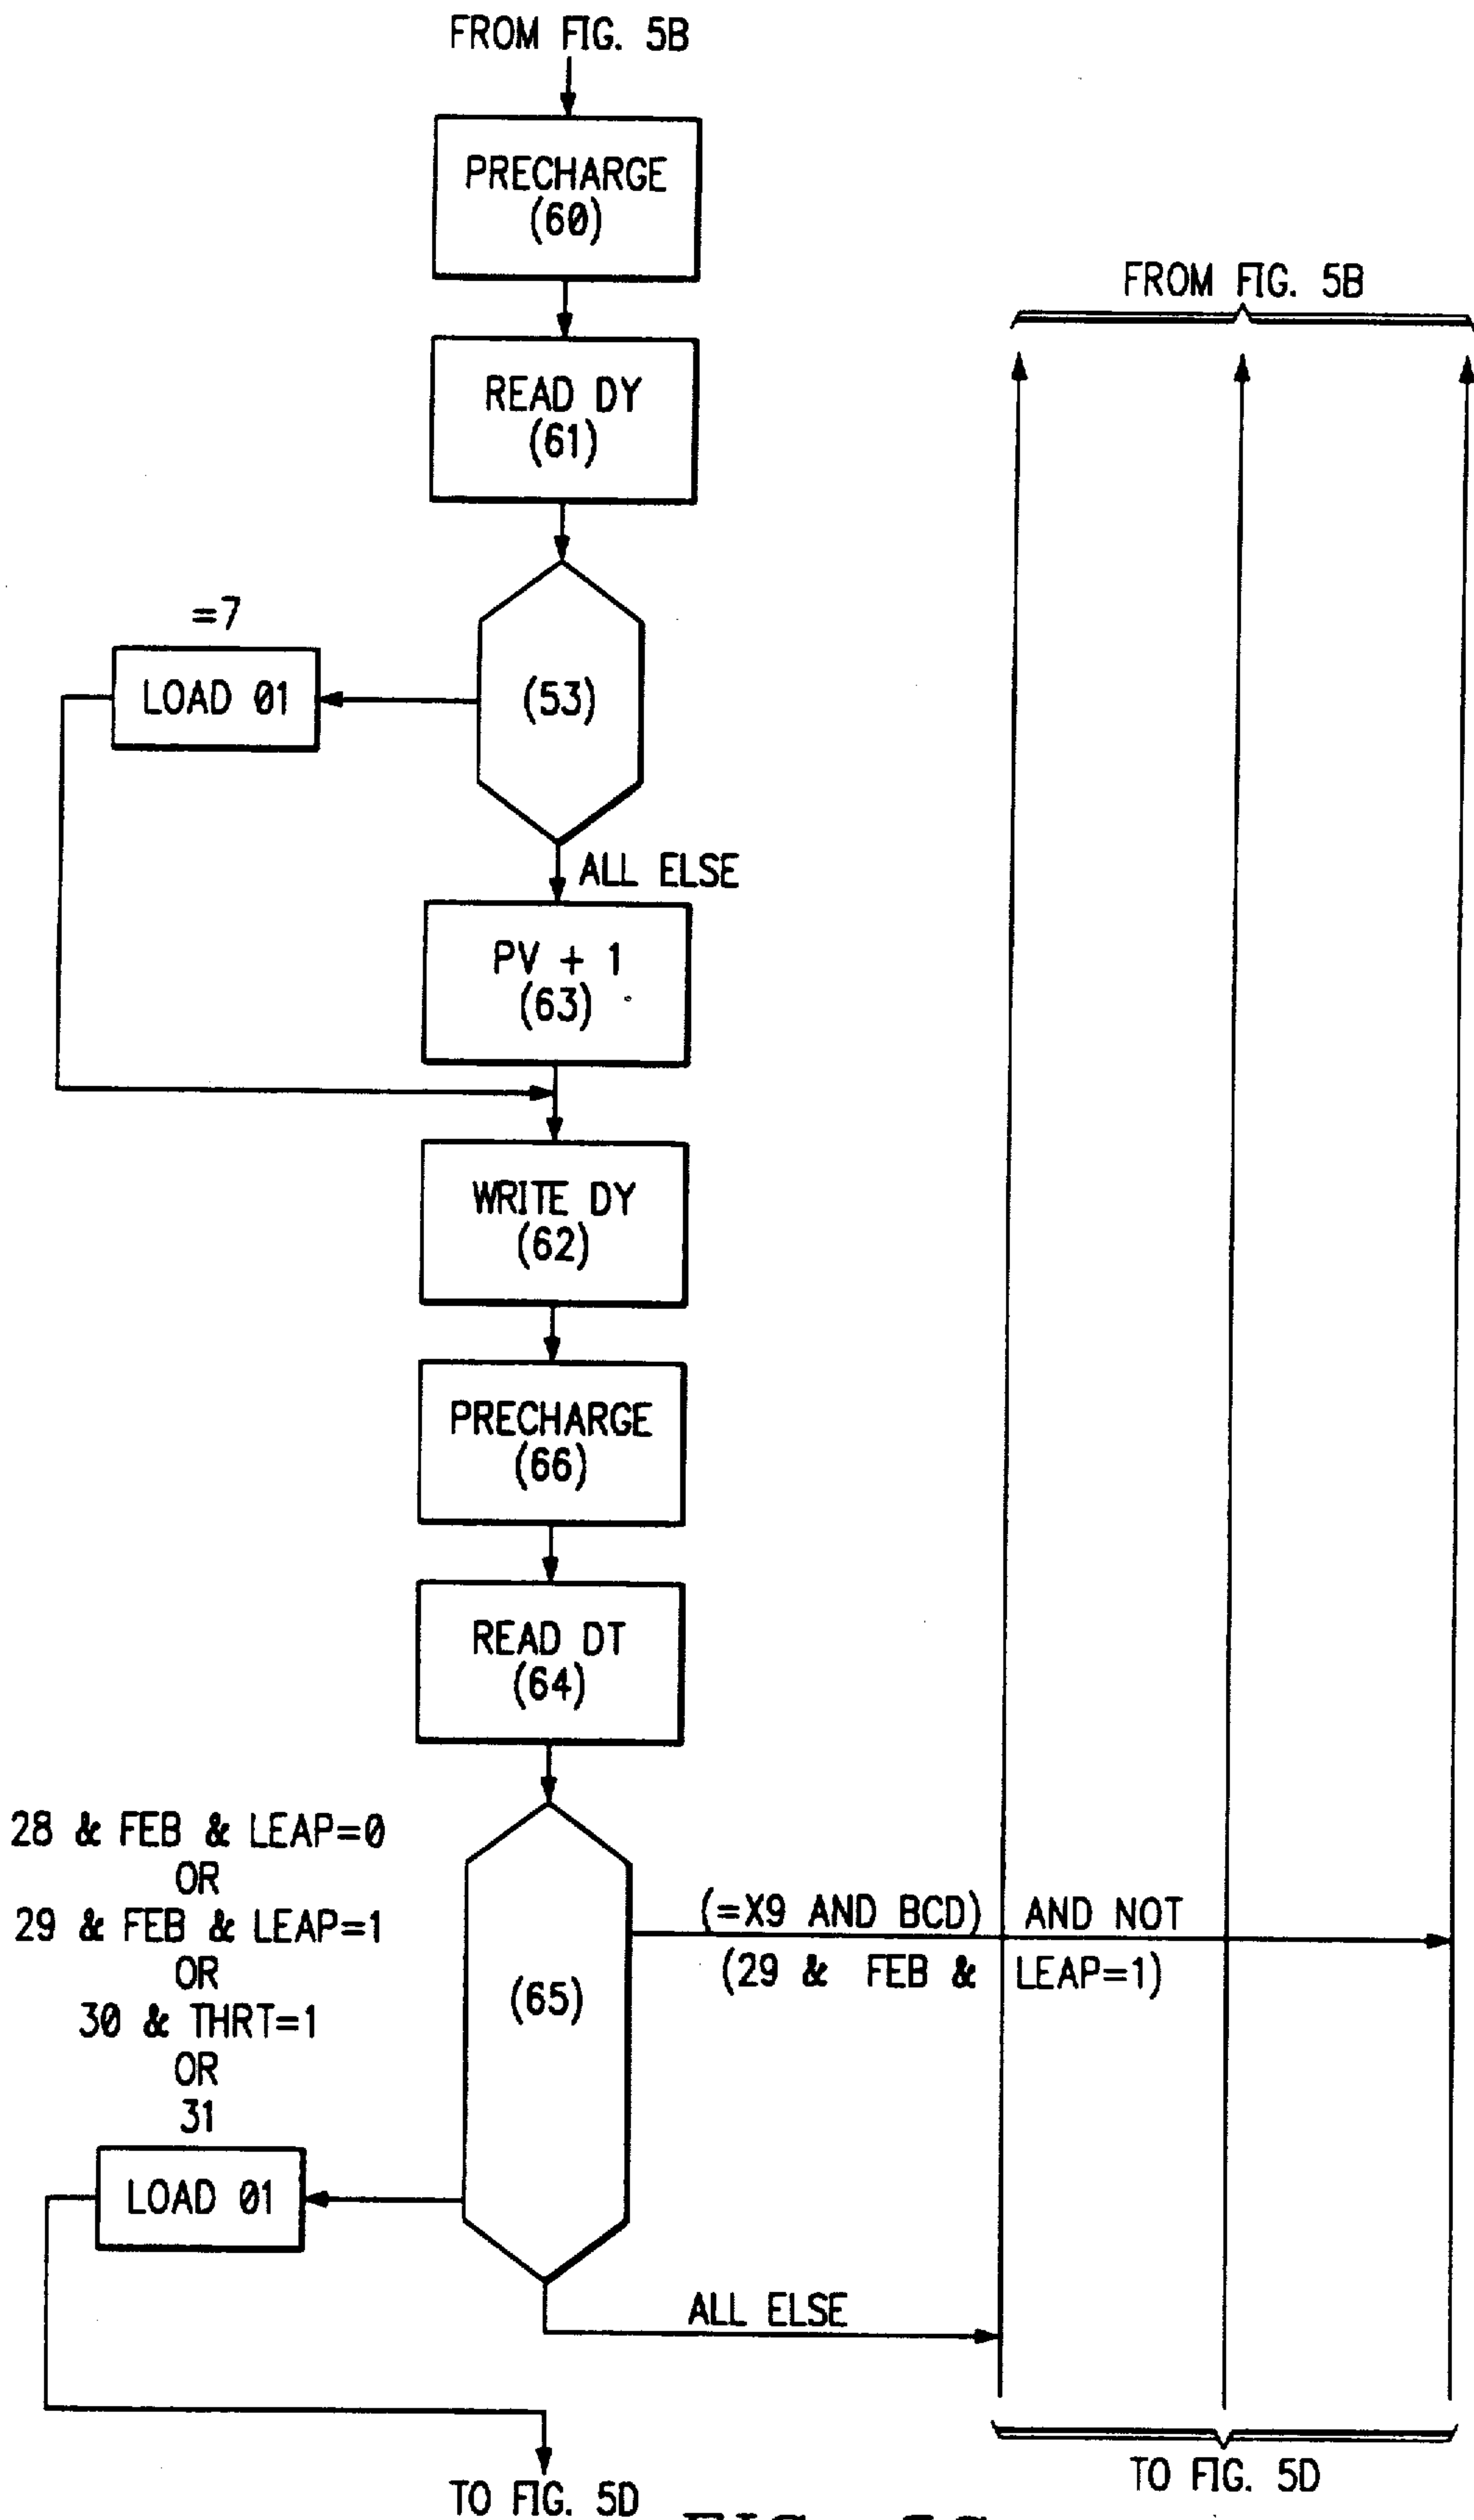 FROM FIG. 5B
PRECHARGE
(60)
FROM FIG. 5B
READ DY
(61)
=7
LOAD 01
(53)
ALL ELSE
PV + 1
(63)
WRITE DY
(62)
PRECHARGE
(66)
READ DT
(64)
28 & FEB & LEAP=0
OR
29 & FEB & LEAP=1
OR
30 & THRT=1
OR
31
(=X9 AND BCD) AND NOT
(29 & FEB & LEAP=1)
(65)
LOAD 01
ALL ELSE
TO FIG. 5D
TO FIG. 5D